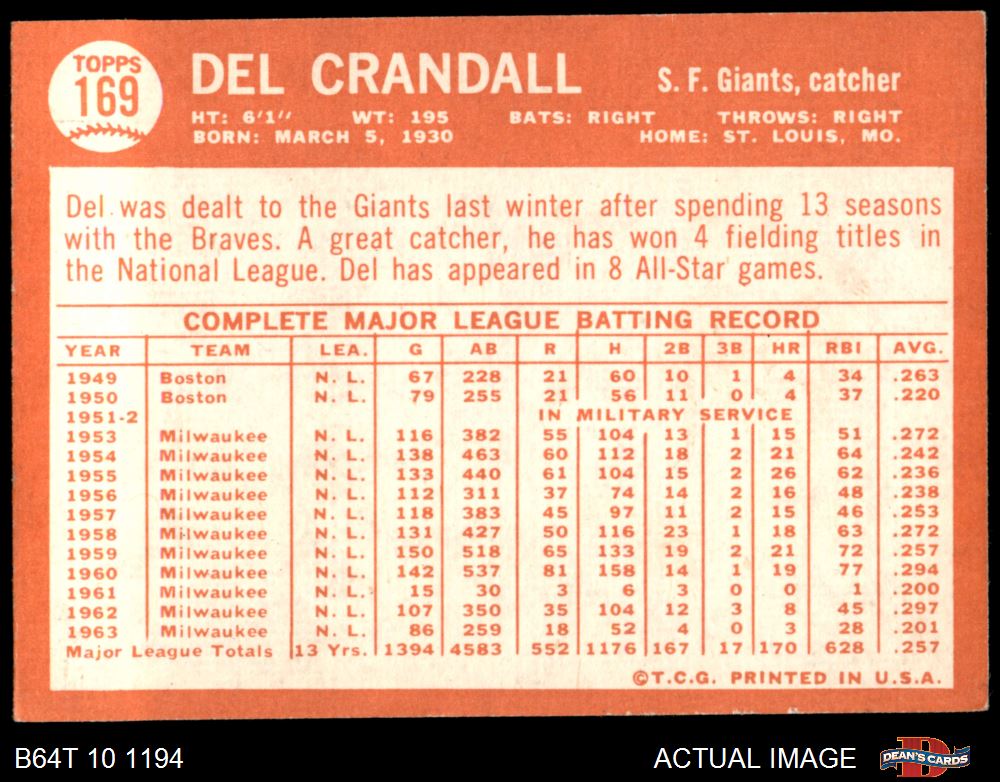 TOPPS
169
DEL CRANDALL
S. F. Giants, catcher
HT: 6'1" WT: 195 BATS: RIGHT THROWS: RIGHT
BORN: MARCH 5, 1930 HOME: ST. LOUIS, MO.
Del was dealt to the Giants last winter after spending 13 seasons
with the Braves. A great catcher, he has won 4 fielding titles in
the National League. Del has appeared in 8 All-Star games.
COMPLETE MAJOR LEAGUE BATTING RECORD
YEAR TEAM LEA. G AB R H 2B 3B HR RBI AVG.
1949 Boston N. L. 67 228 21 60 10 1 4 34 .263
1950 Boston N. L. 79 255 21 56 11 0 4 37 .220
1951-2 IN MILITARY SERVICE
1953 Milwaukee N. L. 116 382 55 104 13 1 15 51 .272
1954 Milwaukee N. L. 138 463 60 112 18 2 21 64 .242
1955 Milwaukee N. L. 133 440 61 104 15 2 26 62 .236
1956 Milwaukee N. L. 112 311 37 74 14 2 16 48 .238
1957 Milwaukee N. L. 118 383 45 97 11 2 15 46 .253
1958 Milwaukee N. L. 131 427 50 116 23 1 18 63 .272
1959 Milwaukee N. L. 150 518 65 133 19 2 21 72 .257
1960 Milwaukee N. L. 142 537 81 158 14 1 19 77 .294
1961 Milwaukee N. L. 15 30 3 6 3 0 0 1 .200
1962 Milwaukee N. L. 107 350 35 104 12 3 8 45 .297
1963 Milwaukee N. L. 86 259 18 52 4 0 3 28 .201
Major League Totals 13 Yrs. 1394 4583 552 1176 167 17 170 628 .257
©T.C.G. PRINTED IN U.S.A.
B64T 10 1194 ACTUAL IMAGE
DEAN'S CARDS